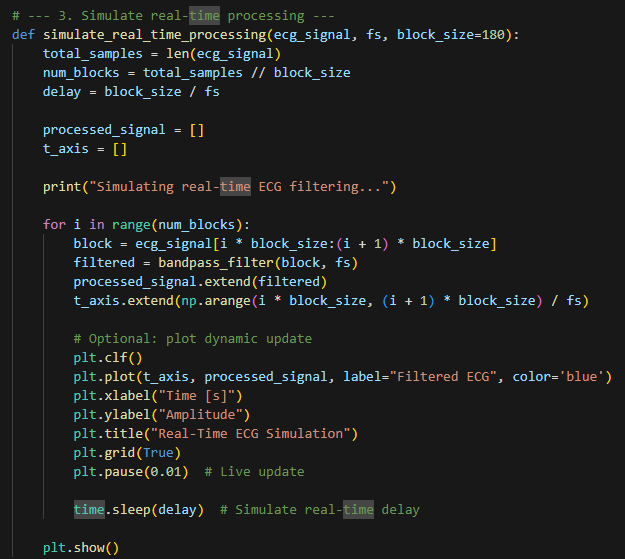 # --- 3. Simulate real-time processing ---
def simulate_real_time_processing(ecg_signal, fs, block_size=180):
    total_samples = len(ecg_signal)
    num_blocks = total_samples // block_size
    delay = block_size / fs

    processed_signal = []
    t_axis = []

    print("Simulating real-time ECG filtering...")

    for i in range(num_blocks):
        block = ecg_signal[i * block_size:(i + 1) * block_size]
        filtered = bandpass_filter(block, fs)
        processed_signal.extend(filtered)
        t_axis.extend(np.arange(i * block_size, (i + 1) * block_size) / fs)

        # Optional: plot dynamic update
        plt.clf()
        plt.plot(t_axis, processed_signal, label="Filtered ECG", color='blue')
        plt.xlabel("Time [s]")
        plt.ylabel("Amplitude")
        plt.title("Real-Time ECG Simulation")
        plt.grid(True)
        plt.pause(0.01)  # Live update

        time.sleep(delay)  # Simulate real-time delay

    plt.show()